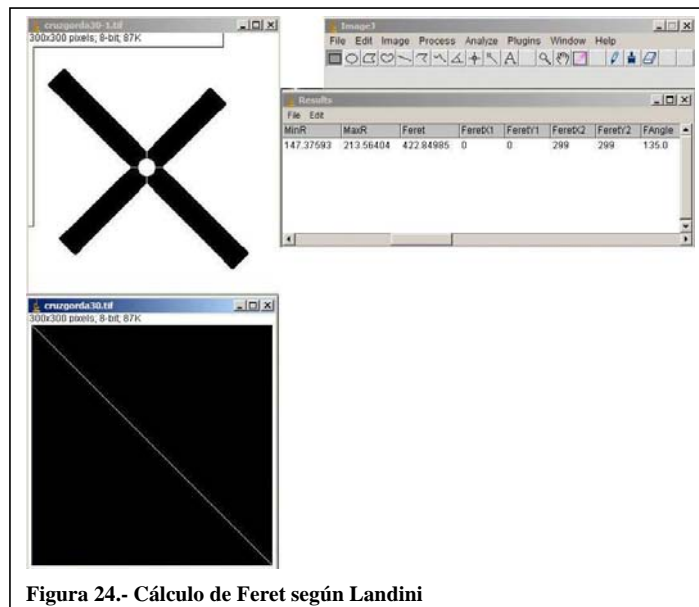 cruzgorda30-1.tif
300x300 pixels; 8-bit; 87K
ImageJ
File Edit Image Process Analyze Plugins Window Help
A
Results
File Edit
MinR MaxR Feret FeretX1 FeretY1 FeretX2 FeretY2 FAngle
147.37593 213.56404 422.84985 0 0 299 299 135.0
cruzgorda30.tif
300x300 pixels; 8-bit; 87K
Figura 24.- Cálculo de Feret según Landini